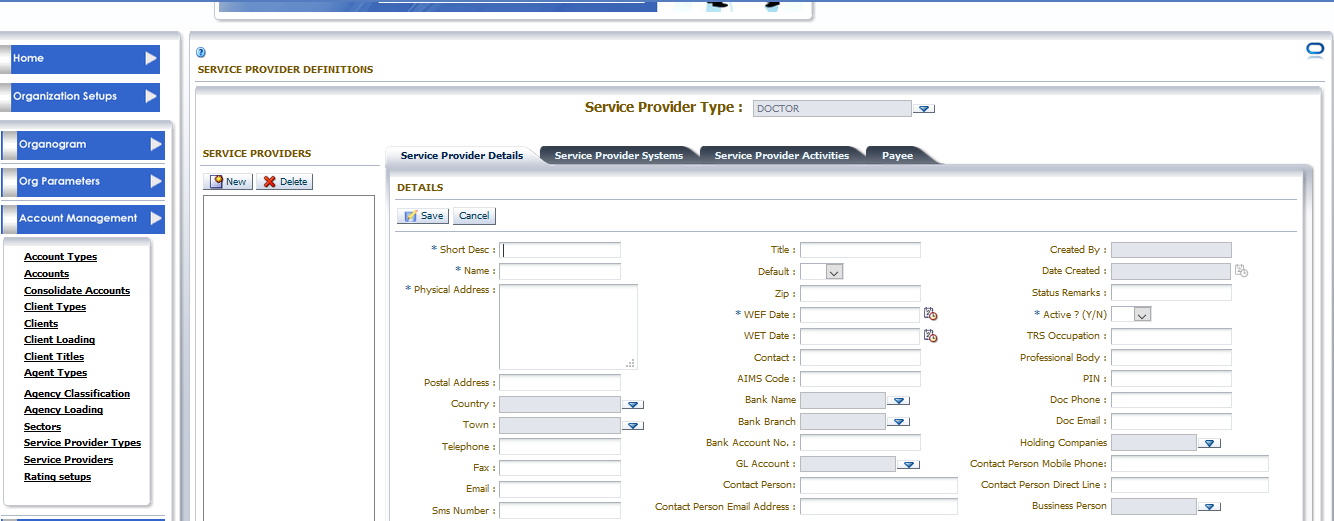 Home
Organization Setups
Organogram
Org Parameters
Account Management
Account Types
Accounts
Consolidate Accounts
Client Types
Clients
Client Loading
Client Titles
Agent Types
Agency Classification
Agency Loading
Sectors
Service Provider Types
Service Providers
Rating setups
?
SERVICE PROVIDER DEFINITIONS
Service Provider Type : DOCTOR
SERVICE PROVIDERS
New Delete
Service Provider Details Service Provider Systems Service Provider Activities Payee
DETAILS
Save Cancel
* Short Desc :
* Name :
* Physical Address :
Postal Address :
Country :
Town :
Telephone :
Fax :
Email :
Sms Number :
Title :
Default :
Zip :
* WEF Date :
WET Date :
Contact :
AIMS Code :
Bank Name
Bank Branch
Bank Account No. :
GL Account :
Contact Person:
Contact Person Email Address :
Created By :
Date Created :
Status Remarks :
* Active ? (Y/N)
TRS Occupation :
Professional Body :
PIN :
Doc Phone :
Doc Email :
Holding Companies
Contact Person Mobile Phone:
Contact Person Direct Line :
Bussiness Person